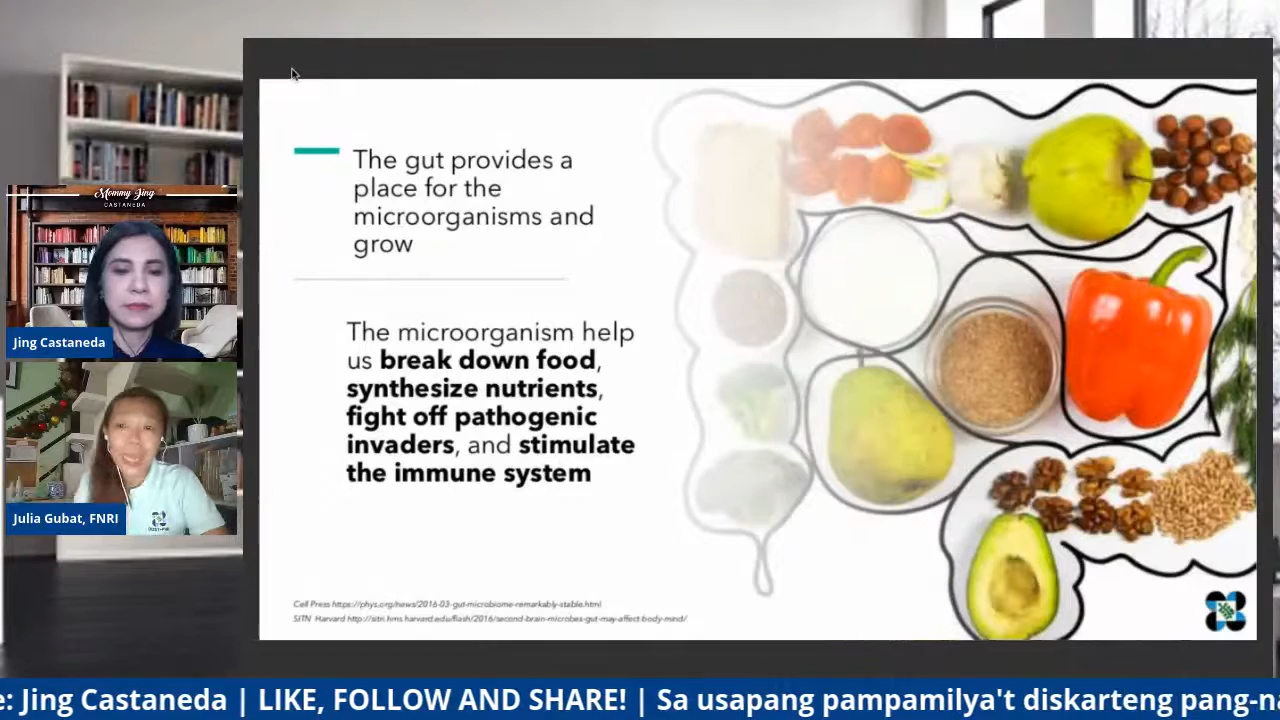 The gut provides a
place for the
microorganisms and
grow
The microorganism help
us break down food,
synthesize nutrients,
fight off pathogenic
invaders, and stimulate
the immune system
Cell Press https://phys.org/news/2016-03-gut-microbiome-remarkably-stable.html
SITN Harvard http://sitn.hms.harvard.edu/flash/2016/second-brain-microbes-gut-may-affect-body-mind/
Mommy Jing
CASTANEDA
Jing Castaneda
Julia Gubat, FNRI
e: Jing Castaneda | LIKE, FOLLOW AND SHARE! | Sa usapang pampamilya't diskarteng pang-na